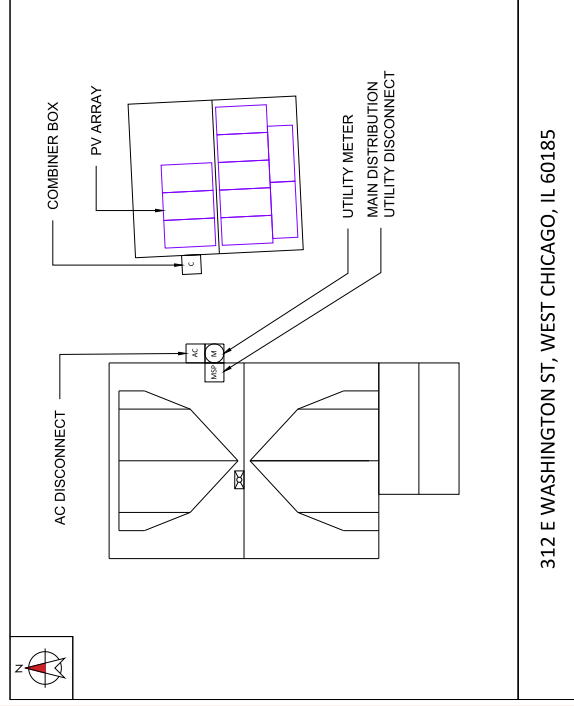 COMBINER BOX
PV ARRAY
UTILITY METER
MAIN DISTRIBUTION
UTILITY DISCONNECT
AC DISCONNECT
C
AC
M
MSP
N
312 E WASHINGTON ST, WEST CHICAGO, IL 60185